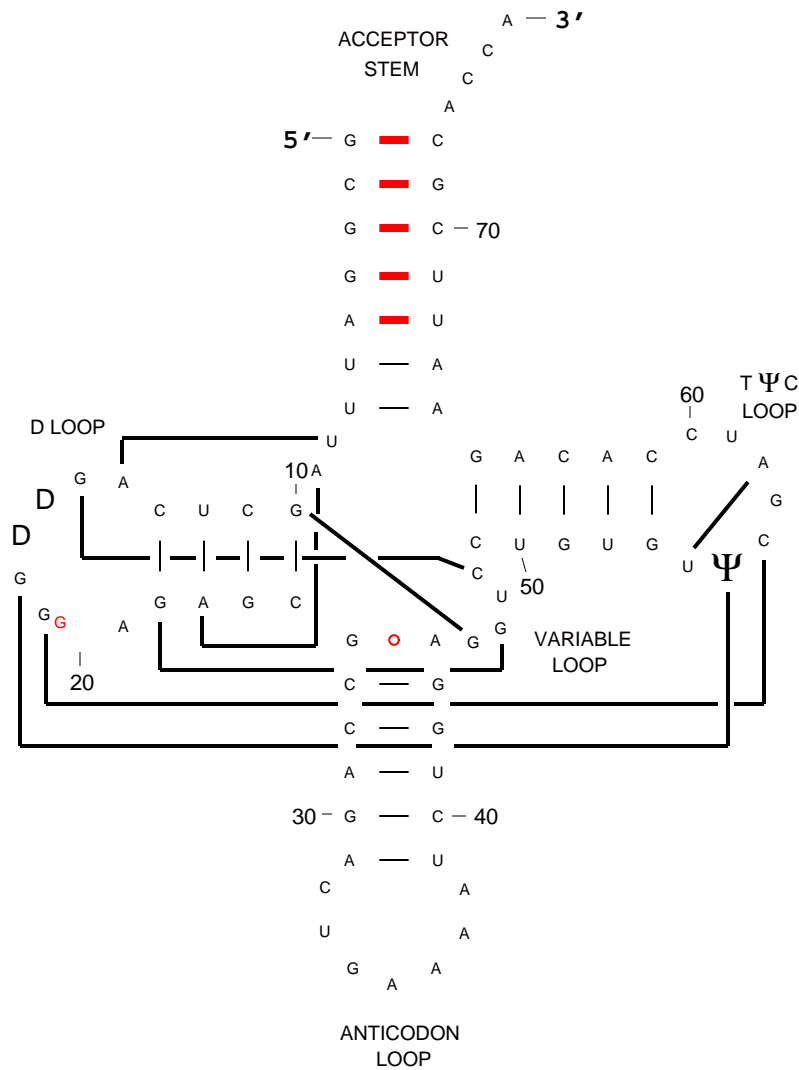 A 3′
ACCEPTOR
STEM
C
C
A
5′ G C
C G
G C 70
G U
A U
U A
U A
T Ψ C
LOOP
60
C U
D LOOP
U
G A
10 A
G A C A C
A
D
C U C G
G
D
C U G U G U Ψ C
C
50
G
G A G C
U
G G A
20
G A G G
VARIABLE
LOOP
C G
C G
A U
30 G C 40
A U
C A
U A
G A A
ANTICODON
LOOP